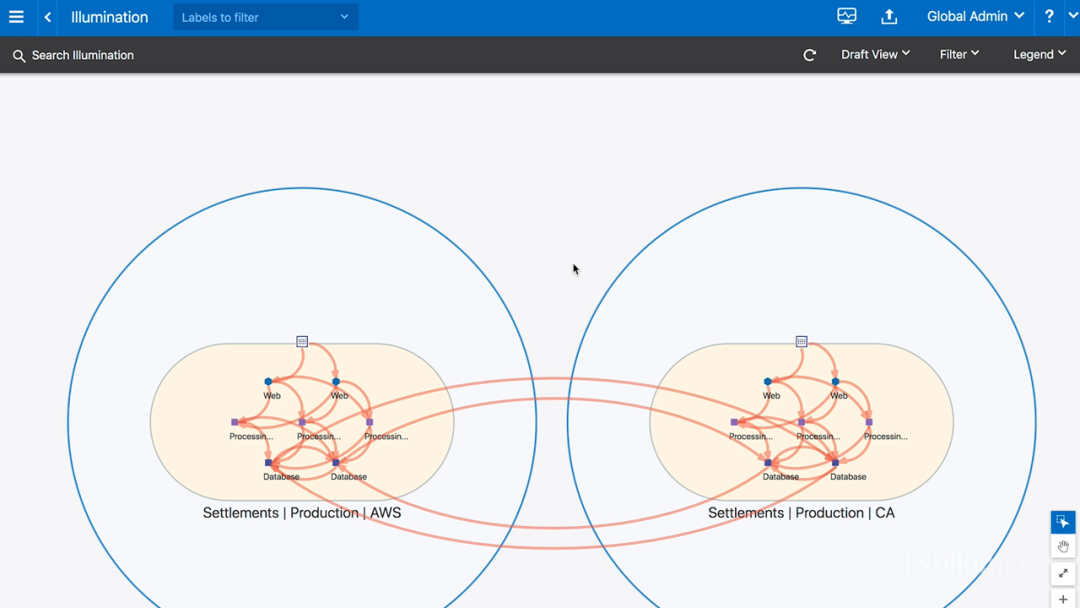 Illumination
Labels to filter
Global Admin
?
Search Illumination
Draft View
Filter
Legend
Web Web
Processin... Processin... Processin...
Database Database
Settlements | Production | AWS
Web Web
Processin... Processin... Processin...
Database Database
Settlements | Production | CA
illumio